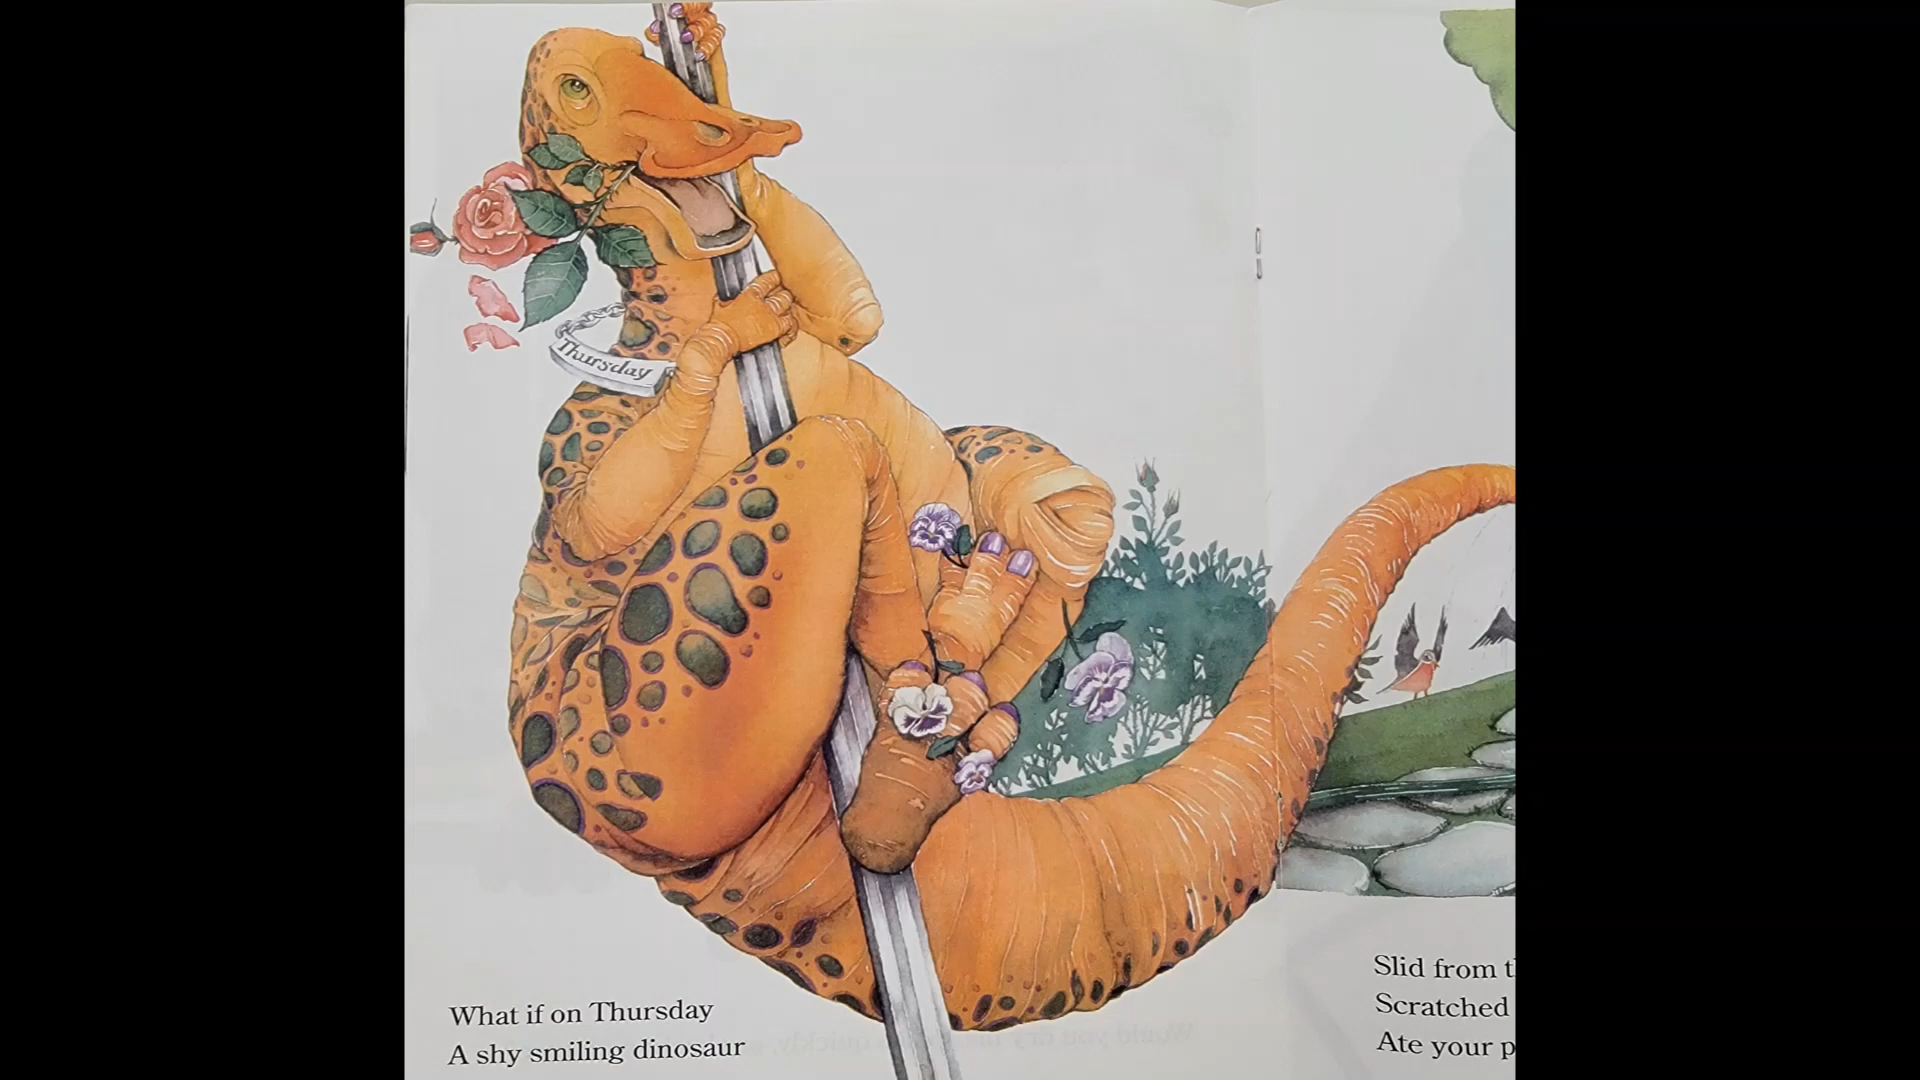 Thursday
What if on Thursday
A shy smiling dinosaur
Slid from
Scratched
Ate your